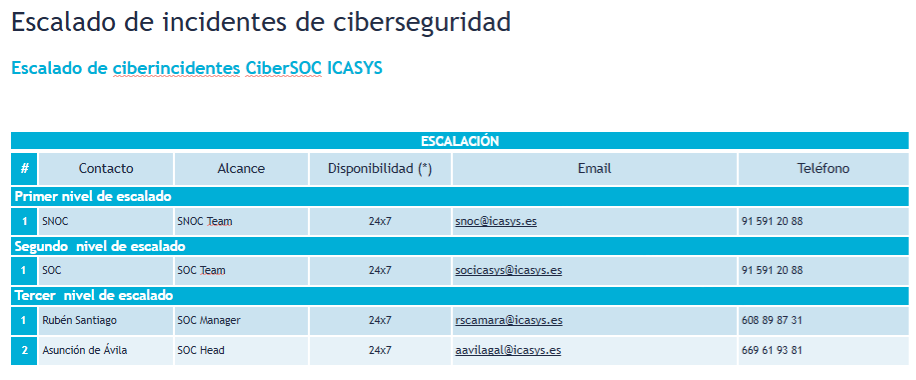 Escalado de incidentes de ciberseguridad
Escalado de ciberincidentes CiberSOC ICASYS
ESCALACIÓN
# Contacto Alcance Disponibilidad (*) Email Teléfono
Primer nivel de escalado
1 SNOC SNOC Team 24x7 snoc@icasys.es 91 591 20 88
Segundo nivel de escalado
1 SOC SOC Team 24x7 socicasys@icasys.es 91 591 20 88
Tercer nivel de escalado
1 Rubén Santiago SOC Manager 24x7 rscamara@icasys.es 608 89 87 31
2 Asunción de Ávila SOC Head 24x7 aavilagal@icasys.es 669 61 93 81